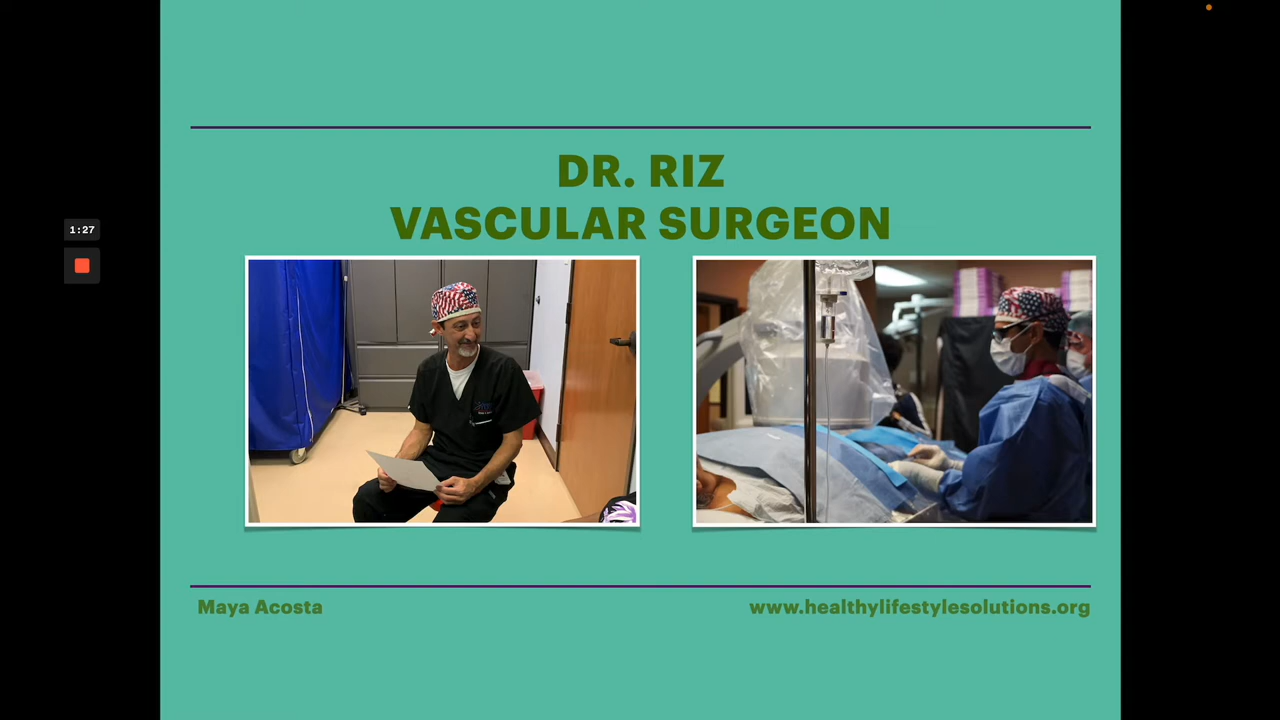 DR. RIZ
VASCULAR SURGEON
1:27
Maya Acosta
www.healthylifestylesolutions.org